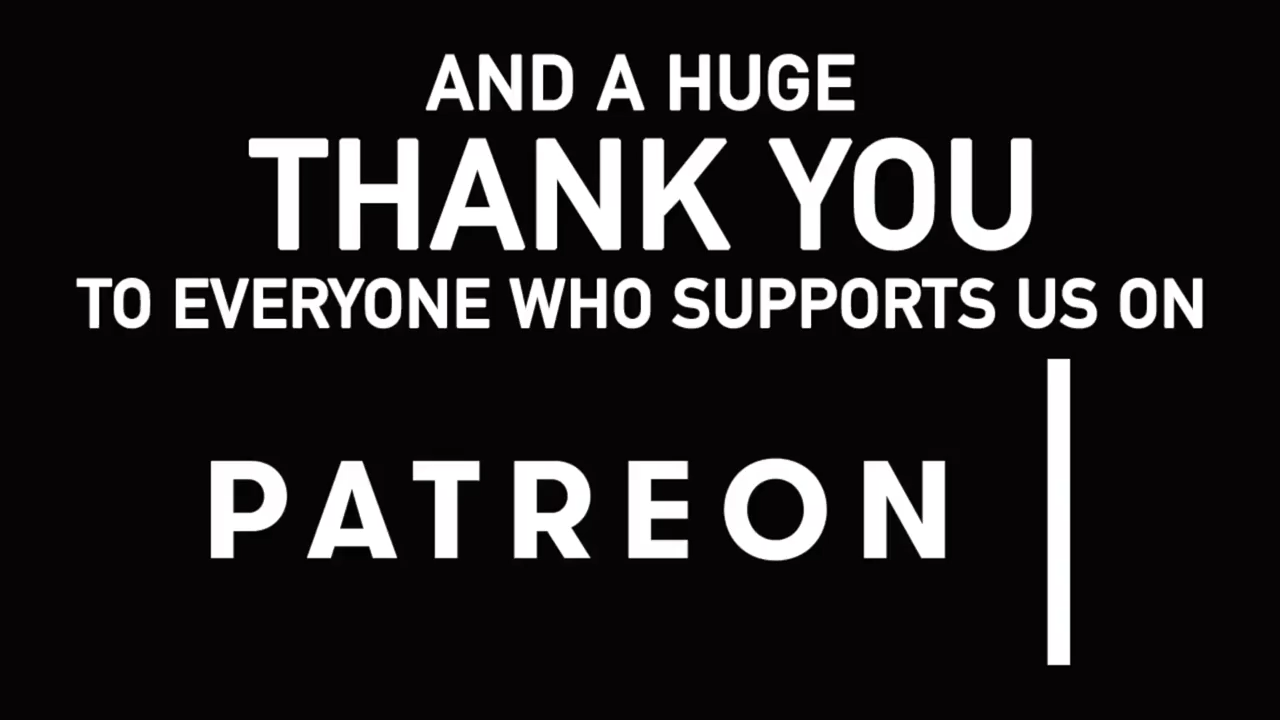 AND A HUGE
THANK YOU
TO EVERYONE WHO SUPPORTS US ON
PATREON